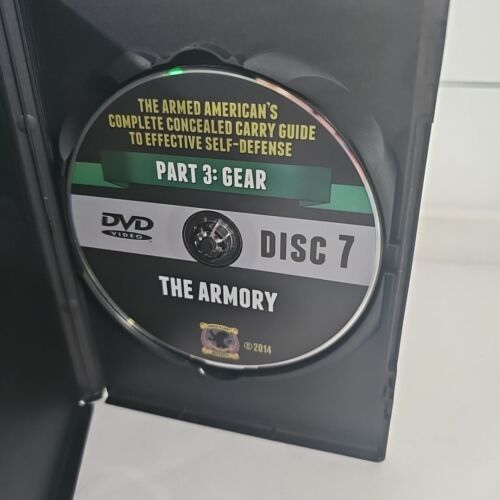 THE ARMED AMERICAN'S
COMPLETE CONCEALED CARRY GUIDE
TO EFFECTIVE SELF-DEFENSE
PART 3: GEAR
DVD
VIDEO
DISC 7
THE ARMORY
©2014